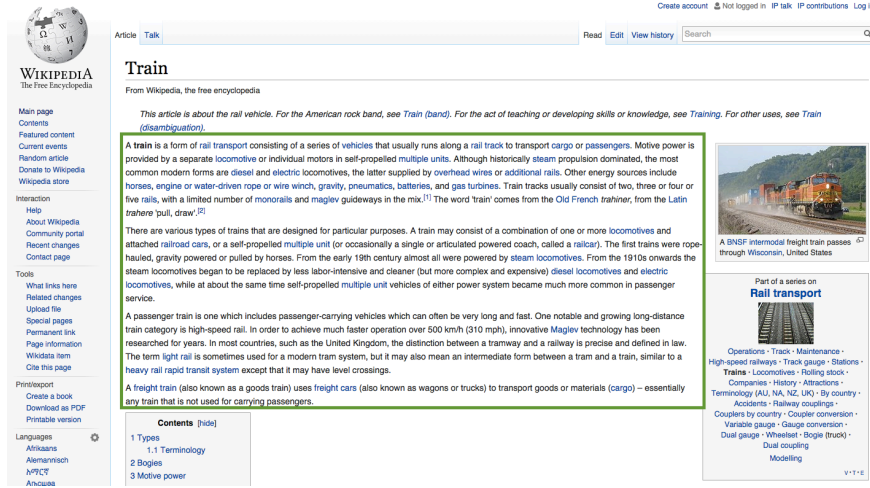 Create account Not logged in IP talk IP contributions Log i
Article Talk
Read Edit View history Search
WIKIPEDIA
The Free Encyclopedia
Main page
Contents
Featured content
Current events
Random article
Donate to Wikipedia
Wikipedia store
Interaction
Help
About Wikipedia
Community portal
Recent changes
Contact page
Tools
What links here
Related changes
Upload file
Special pages
Permanent link
Page information
Wikidata item
Cite this page
Print/export
Create a book
Download as PDF
Printable version
Languages
Afrikaans
Alemannisch
አማርኛ
Ænglisc
Train
From Wikipedia, the free encyclopedia
This article is about the rail vehicle. For the American rock band, see Train (band). For the act of teaching or developing skills or knowledge, see Training. For other uses, see Train
(disambiguation).
A train is a form of rail transport consisting of a series of vehicles that usually runs along a rail track to transport cargo or passengers. Motive power is
provided by a separate locomotive or individual motors in self-propelled multiple units. Although historically steam propulsion dominated, the most
common modern forms are diesel and electric locomotives, the latter supplied by overhead wires or additional rails. Other energy sources include
horses, engine or water-driven rope or wire winch, gravity, pneumatics, batteries, and gas turbines. Train tracks usually consist of two, three or four or
five rails, with a limited number of monorails and maglev guideways in the mix.[1] The word 'train' comes from the Old French trahiner, from the Latin
trahere 'pull, draw'.[2]
There are various types of trains that are designed for particular purposes. A train may consist of a combination of one or more locomotives and
attached railroad cars, or a self-propelled multiple unit (or occasionally a single or articulated powered coach, called a railcar). The first trains were rope-
hauled, gravity powered or pulled by horses. From the early 19th century almost all were powered by steam locomotives. From the 1910s onwards the
steam locomotives began to be replaced by less labor-intensive and cleaner (but more complex and expensive) diesel locomotives and electric
locomotives, while at about the same time self-propelled multiple unit vehicles of either power system became much more common in passenger
service.
A passenger train is one which includes passenger-carrying vehicles which can often be very long and fast. One notable and growing long-distance
train category is high-speed rail. In order to achieve much faster operation over 500 km/h (310 mph), innovative Maglev technology has been
researched for years. In most countries, such as the United Kingdom, the distinction between a tramway and a railway is precise and defined in law.
The term light rail is sometimes used for a modern tram system, but it may also mean an intermediate form between a tram and a train, similar to a
heavy rail rapid transit system except that it may have level crossings.
A freight train (also known as a goods train) uses freight cars (also known as wagons or trucks) to transport goods or materials (cargo) – essentially
any train that is not used for carrying passengers.
Contents [hide]
1 Types
1.1 Terminology
2 Bogies
3 Motive power
A BNSF intermodal freight train passes
through Wisconsin, United States
Part of a series on
Rail transport
Operations · Track · Maintenance ·
High-speed railways · Track gauge · Stations ·
Trains · Locomotives · Rolling stock ·
Companies · History · Attractions ·
Terminology (AU, NA, NZ, UK) · By country ·
Accidents · Railway couplings ·
Couplers by country · Coupler conversion ·
Variable gauge · Gauge conversion ·
Dual gauge · Wheelset · Bogie (truck) ·
Dual coupling
Modelling
V · T · E